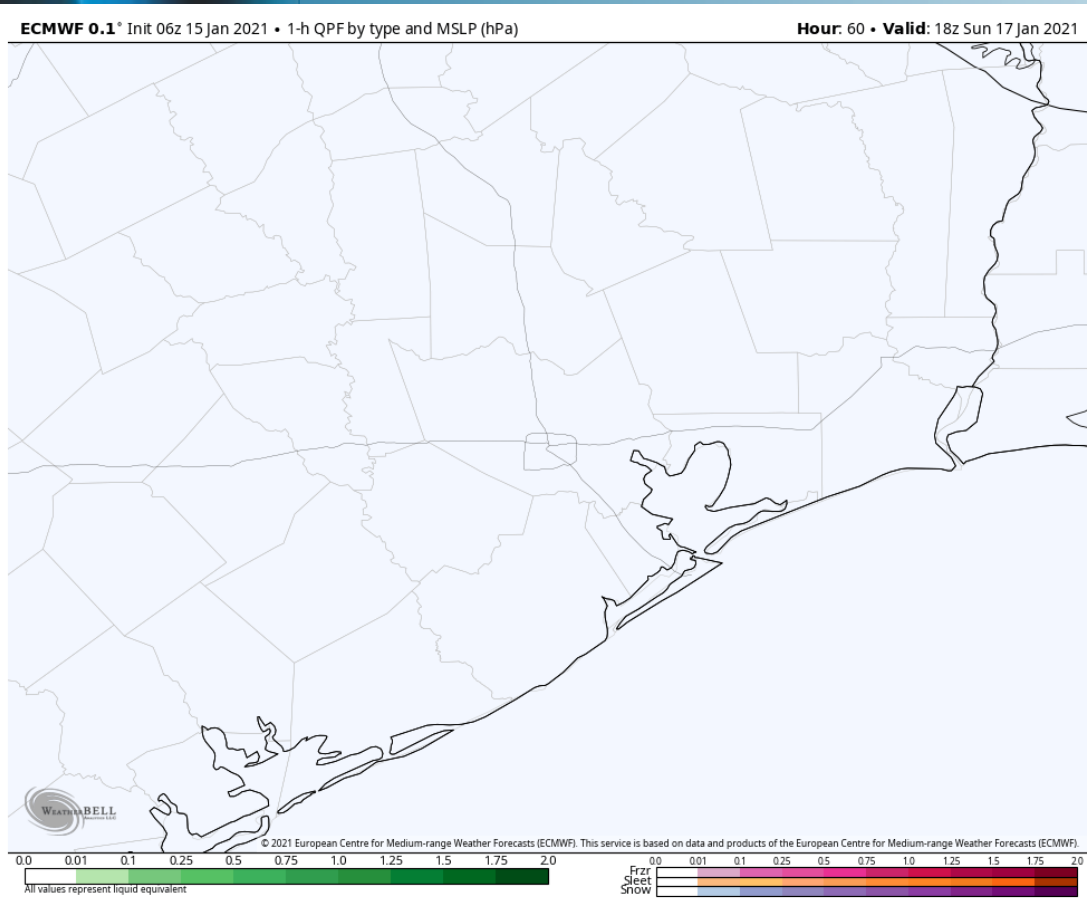 ECMWF 0.1° Init 06z 15 Jan 2021 • 1-h QPF by type and MSLP (hPa) Hour: 60 • Valid: 18z Sun 17 Jan 2021
WEATHERBELL
© 2021 European Centre for Medium-range Weather Forecasts (ECMWF). This service is based on data and products of the European Centre for Medium-range Weather Forecasts (ECMWF).
0.0 0.01 0.1 0.25 0.5 0.75 1.0 1.25 1.5 1.75 2.0
All values represent liquid equivalent
0.0 0.01 0.1 0.25 0.5 0.75 1.0 1.25 1.5 1.75 2.0
Frzr
Sleet
Snow